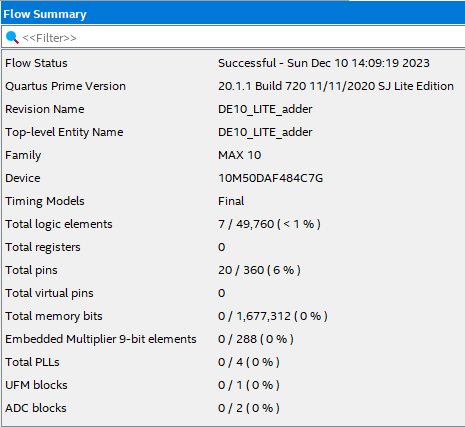 Flow Summary
<<Filter>>
Flow Status Successful - Sun Dec 10 14:09:19 2023
Quartus Prime Version 20.1.1 Build 720 11/11/2020 SJ Lite Edition
Revision Name DE10_LITE_adder
Top-level Entity Name DE10_LITE_adder
Family MAX 10
Device 10M50DAF484C7G
Timing Models Final
Total logic elements 7 / 49,760 ( < 1 % )
Total registers 0
Total pins 20 / 360 ( 6 % )
Total virtual pins 0
Total memory bits 0 / 1,677,312 ( 0 % )
Embedded Multiplier 9-bit elements 0 / 288 ( 0 % )
Total PLLs 0 / 4 ( 0 % )
UFM blocks 0 / 1 ( 0 % )
ADC blocks 0 / 2 ( 0 % )